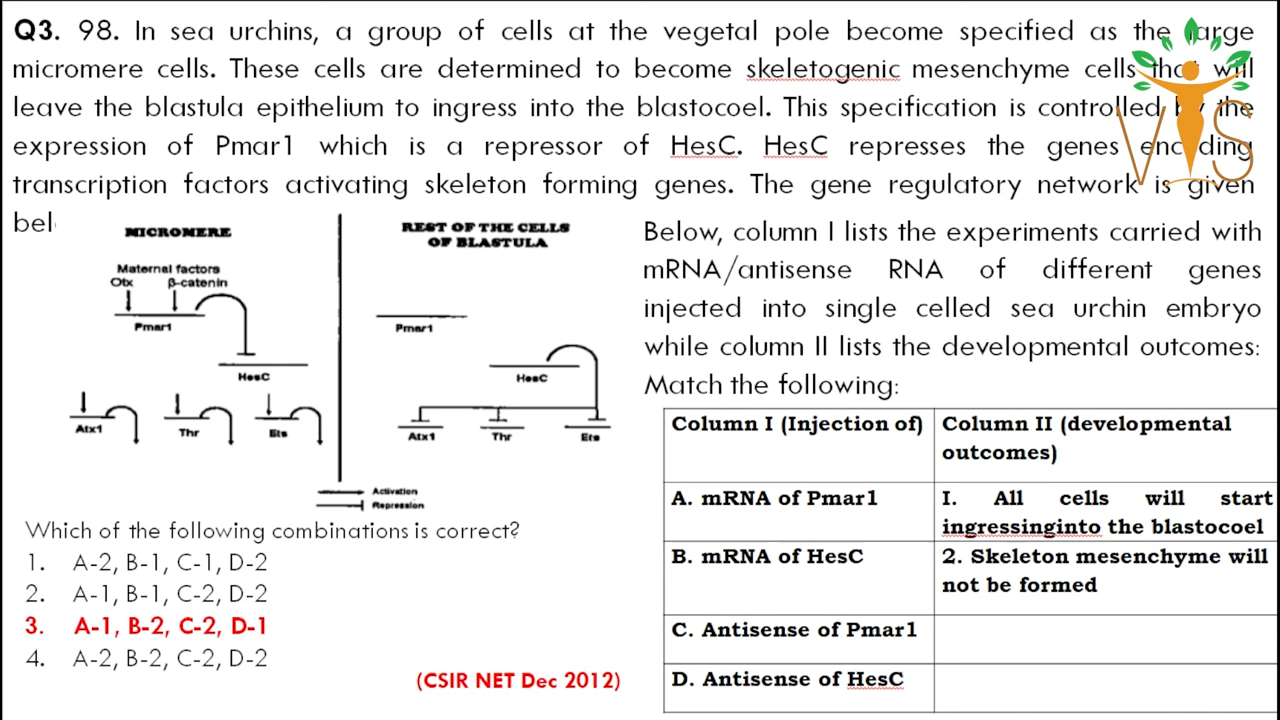 Q3. 98. In sea urchins, a group of cells at the vegetal pole become specified as the large
micromere cells. These cells are determined to become skeletogenic mesenchyme cells that will
leave the blastula epithelium to ingress into the blastocoel. This specification is controlled by the
expression of Pmar1 which is a repressor of HesC. HesC represses the genes encoding
transcription factors activating skeleton forming genes. The gene regulatory network is given
bel
MICROMERE
Maternal factors
Otx β-catenin
Pmar1
HesC
Atx1 Thr Ets
REST OF THE CELLS
OF BLASTULA
Pmar1
HesC
Atx1 Thr Ets
Activation
Repression
Below, column I lists the experiments carried with
mRNA/antisense RNA of different genes
injected into single celled sea urchin embryo
while column II lists the developmental outcomes:
Match the following:
Column I (Injection of) Column II (developmental
outcomes)
A. mRNA of Pmar1 I. All cells will start
ingressinginto the blastocoel
B. mRNA of HesC 2. Skeleton mesenchyme will
not be formed
C. Antisense of Pmar1
D. Antisense of HesC
Which of the following combinations is correct?
1. A-2, B-1, C-1, D-2
2. A-1, B-1, C-2, D-2
3. A-1, B-2, C-2, D-1
4. A-2, B-2, C-2, D-2
(CSIR NET Dec 2012)
V S